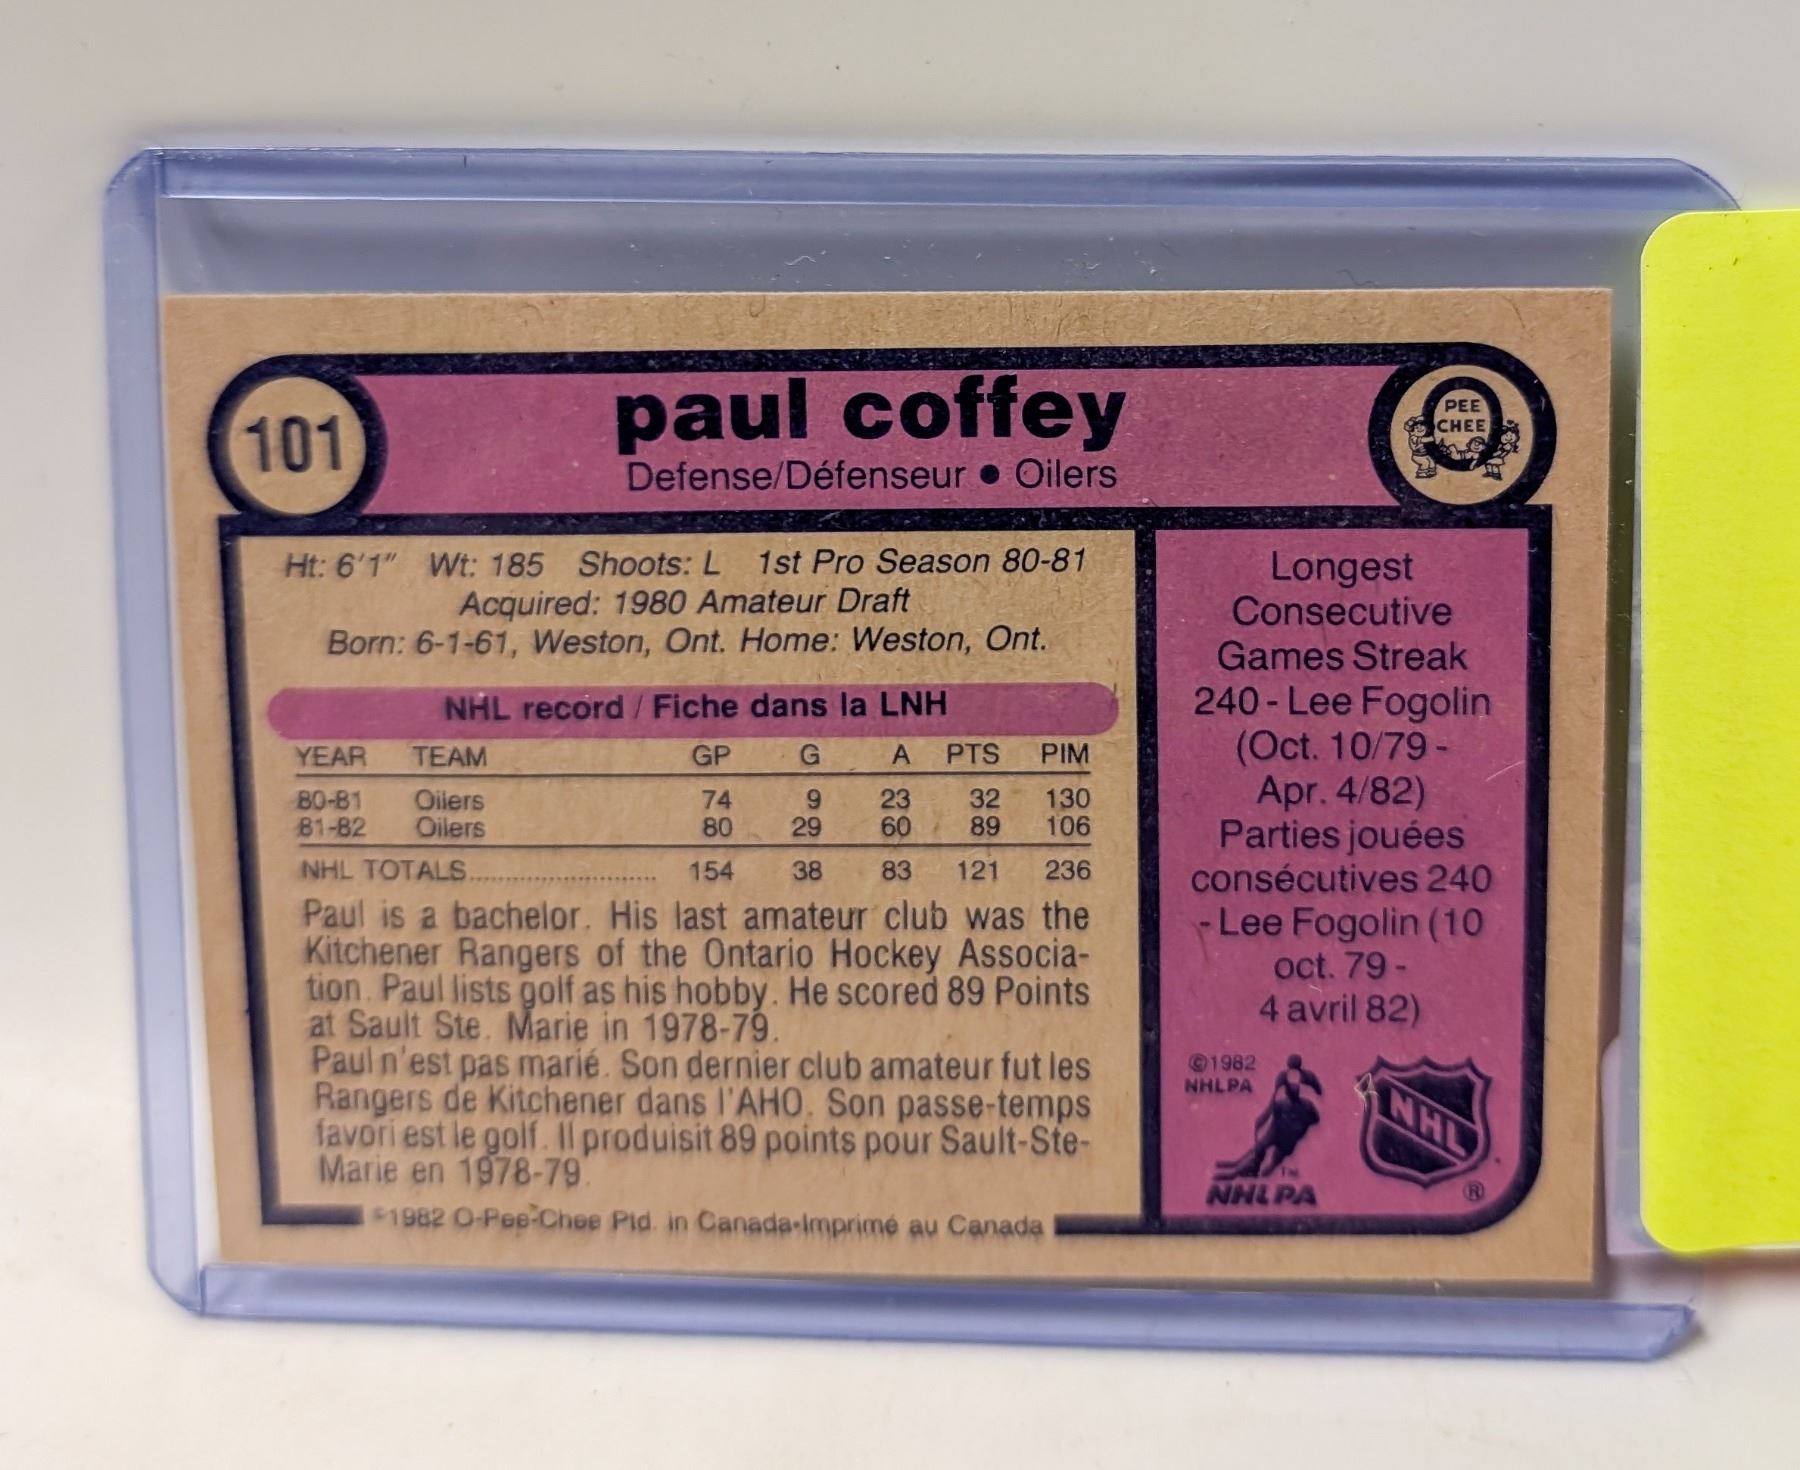 101
paul coffey
Defense/Défenseur • Oilers
PEE
CHEE
Ht: 6'1" Wt: 185 Shoots: L 1st Pro Season 80-81
Acquired: 1980 Amateur Draft
Born: 6-1-61, Weston, Ont. Home: Weston, Ont.
NHL record / Fiche dans la LNH
YEAR TEAM GP G A PTS PIM
80-81 Oilers 74 9 23 32 130
81-82 Oilers 80 29 60 89 106
NHL TOTALS.......................... 154 38 83 121 236
Paul is a bachelor. His last amateur club was the
Kitchener Rangers of the Ontario Hockey Associa-
tion. Paul lists golf as his hobby. He scored 89 Points
at Sault Ste. Marie in 1978-79.
Paul n'est pas marié. Son dernier club amateur fut les
Rangers de Kitchener dans l'AHO. Son passe-temps
favori est le golf. Il produisit 89 points pour Sault-Ste-
Marie en 1978-79.
©1982 O-Pee-Chee Ptd. in Canada•Imprimé au Canada
Longest
Consecutive
Games Streak
240 - Lee Fogolin
(Oct. 10/79 -
Apr. 4/82)
Parties jouées
consécutives 240
- Lee Fogolin (10
oct. 79 -
4 avril 82)
©1982
NHLPA
TM
NHLPA
NHL
®